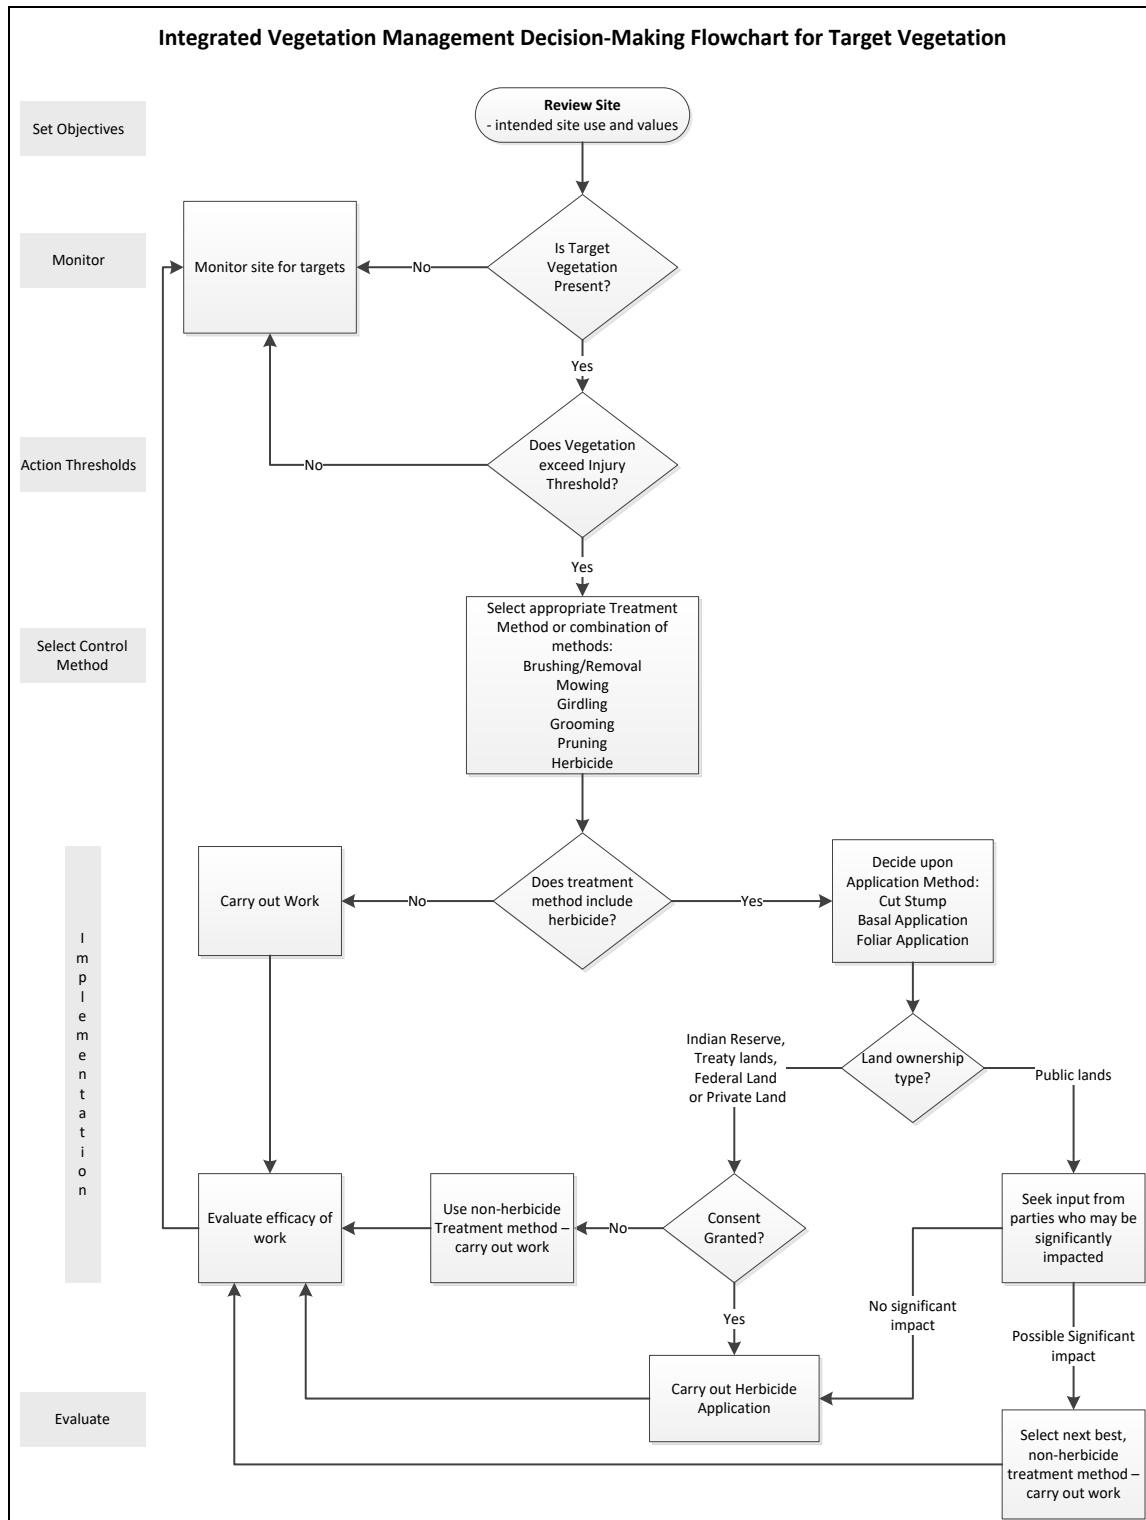 Integrated Vegetation Management Decision-Making Flowchart for Target Vegetation
Set Objectives
Review Site
- intended site use and values
Monitor
Monitor site for targets
No
Is Target
Vegetation
Present?
Yes
Action Thresholds
No
Does Vegetation
exceed Injury
Threshold?
Yes
Select Control
Method
Select appropriate Treatment
Method or combination of
methods:
Brushing/Removal
Mowing
Girdling
Grooming
Pruning
Herbicide
Implementation
Carry out Work
No
Does treatment
method include
herbicide?
Yes
Decide upon
Application Method:
Cut Stump
Basal Application
Foliar Application
Indian Reserve,
Treaty lands,
Federal Land
or Private Land
Land ownership
type?
Public lands
Evaluate efficacy of
work
Use non-herbicide
Treatment method –
carry out work
No
Consent
Granted?
Yes
Seek input from
parties who may be
significantly
impacted
No significant
impact
Possible Significant
impact
Evaluate
Carry out Herbicide
Application
Select next best,
non-herbicide
treatment method –
carry out work